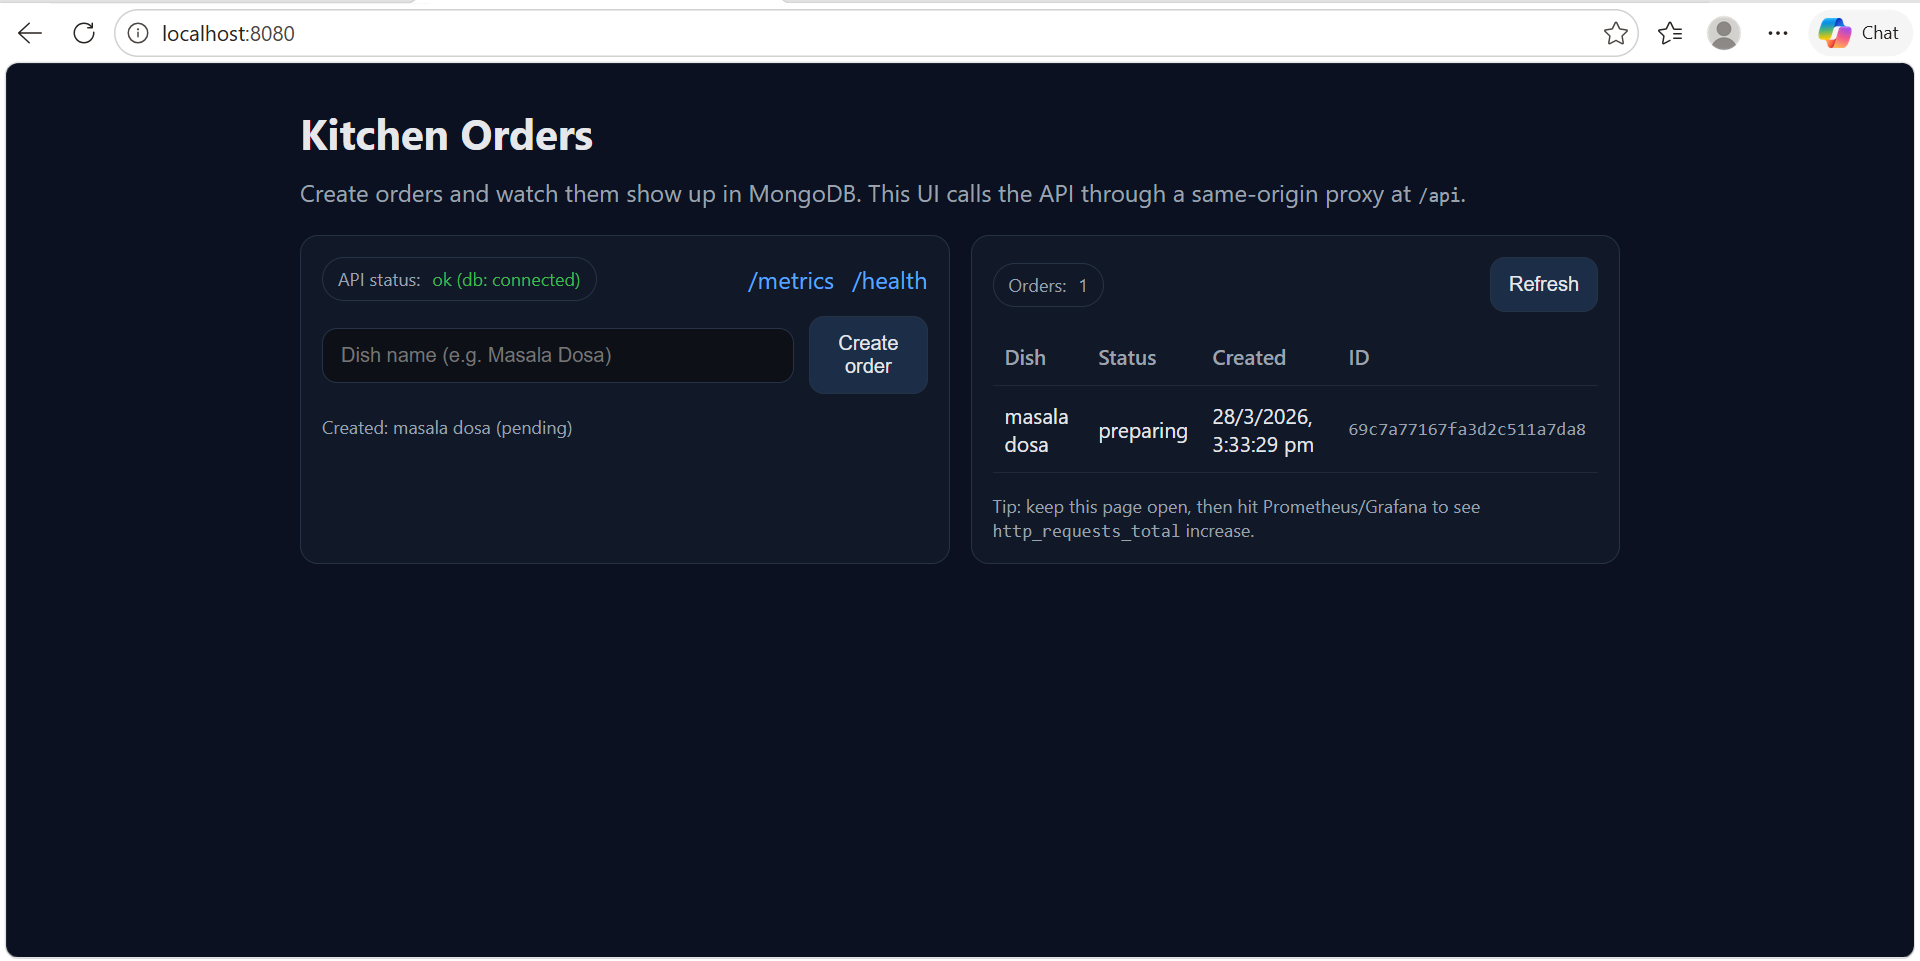 localhost:8080
Chat
Kitchen Orders
Create orders and watch them show up in MongoDB. This UI calls the API through a same-origin proxy at /api.
API status: ok (db: connected)
/metrics /health
Dish name (e.g. Masala Dosa)
Create
order
Created: masala dosa (pending)
Orders: 1
Refresh
Dish Status Created ID
masala
dosa
preparing
28/3/2026,
3:33:29 pm
69c7a77167fa3d2c511a7da8
Tip: keep this page open, then hit Prometheus/Grafana to see
http_requests_total increase.